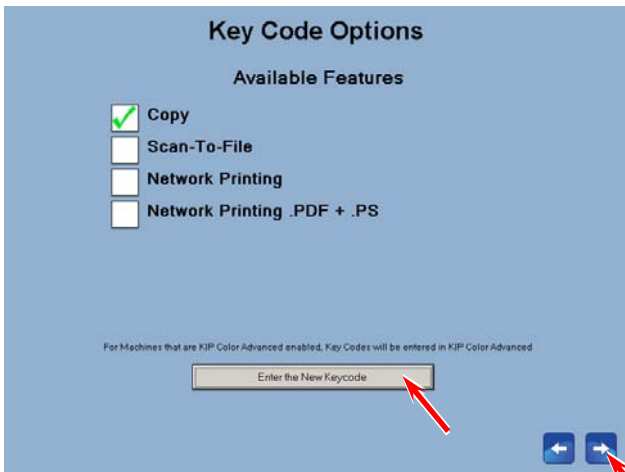 Key Code Options
Available Features
Copy
Scan-To-File
Network Printing
Network Printing .PDF + .PS
For Machines that are KIP Color Advanced enabled, Key Codes will be entered in KIP Color Advanced
Enter the New Keycode